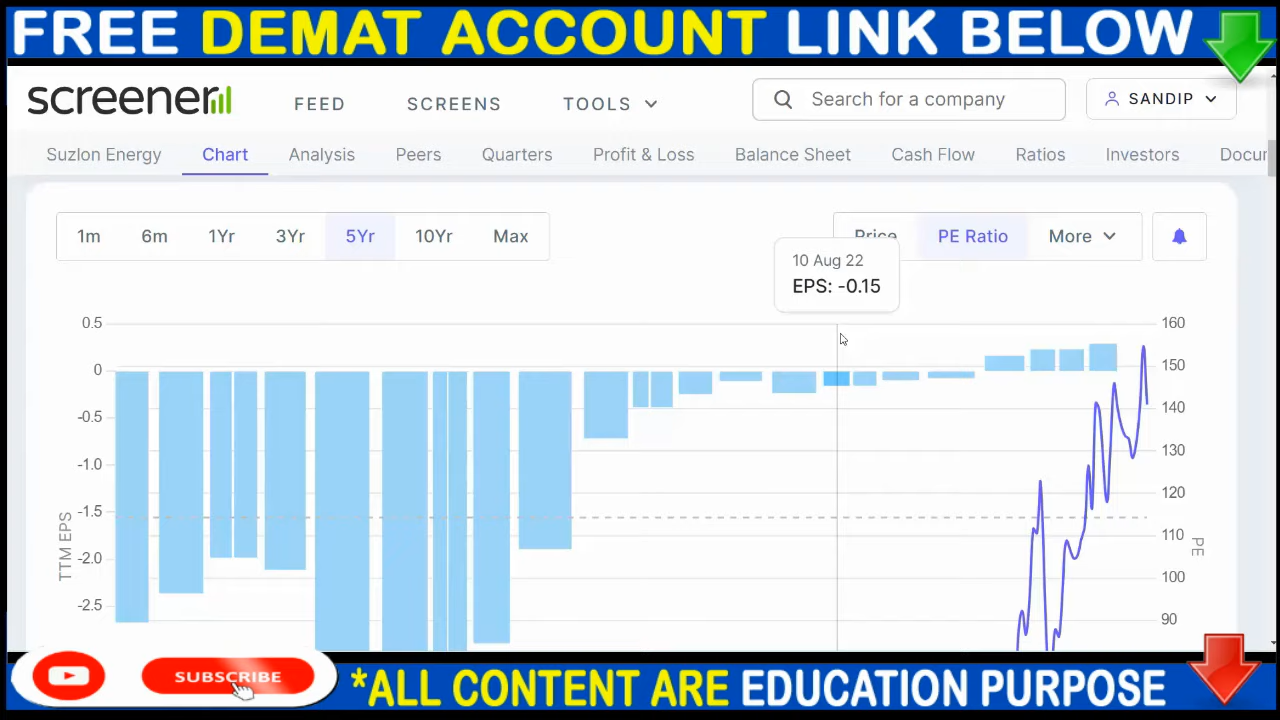 FREE DEMAT ACCOUNT LINK BELOW
screener
FEED SCREENS TOOLS
Search for a company
SANDIP
Suzlon Energy Chart Analysis Peers Quarters Profit & Loss Balance Sheet Cash Flow Ratios Investors Docur
1m 6m 1Yr 3Yr 5Yr 10Yr Max
Price PE Ratio More
10 Aug 22
EPS: -0.15
0.5 160
0 150
-0.5 140
-1.0 130
-1.5 120
-2.0 110
-2.5 100
90
TTM EPS
PE
SUBSCRIBE
*ALL CONTENT ARE EDUCATION PURPOSE